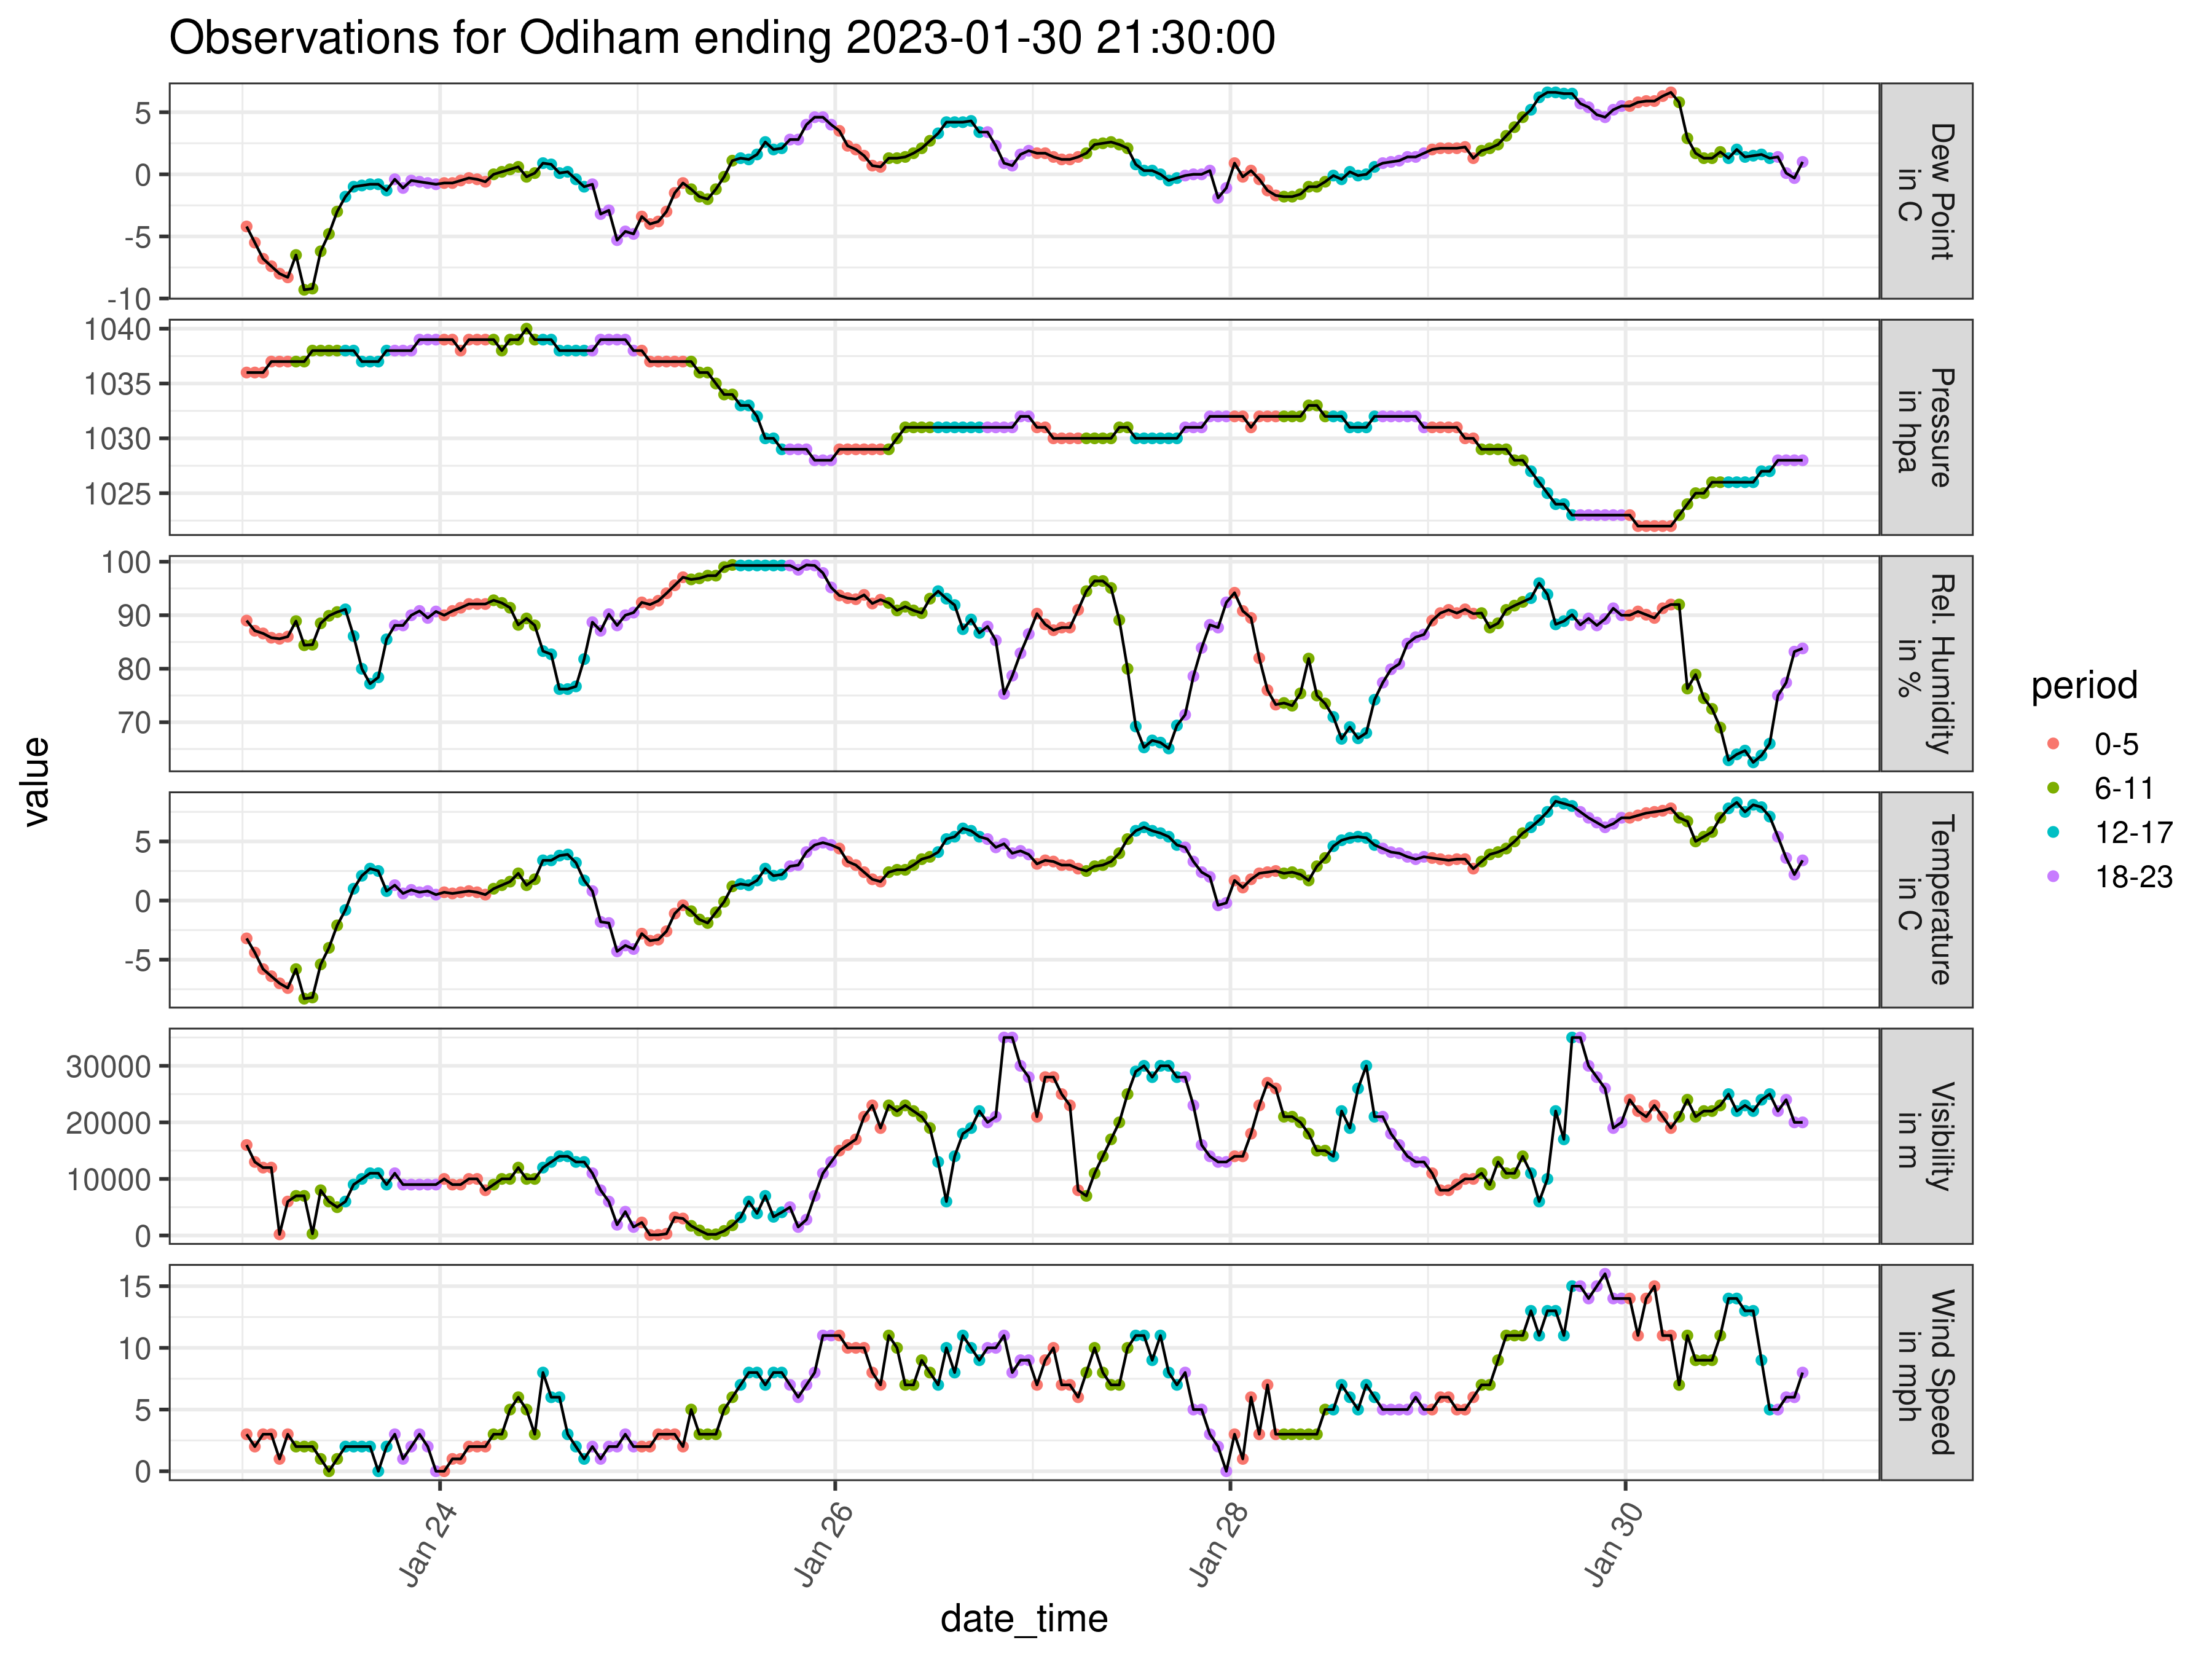 Observations for Odiham ending 2023-01-30 21:30:00
value
5
0
-5
-10
Dew Point
in C
1040
1035
1030
1025
Pressure
in hpa
100
90
80
70
Rel. Humidity
in %
5
0
-5
Temperature
in C
30000
20000
10000
0
Visibility
in m
15
10
5
0
Wind Speed
in mph
Jan 24
Jan 26
Jan 28
Jan 30
date_time
period
0-5
6-11
12-17
18-23